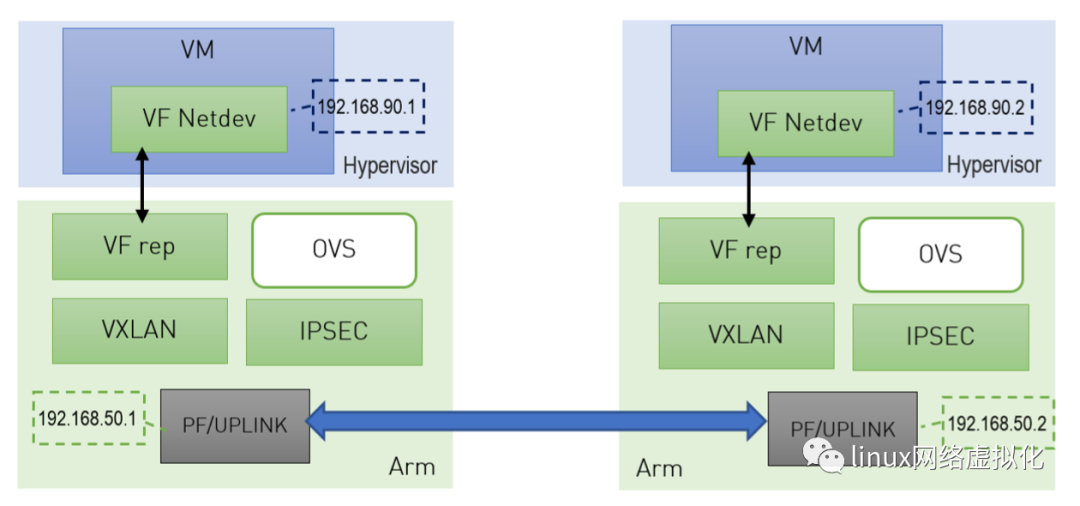 VM
VF Netdev
192.168.90.1
Hypervisor
VF rep
OVS
VXLAN
IPSEC
192.168.50.1
PF/UPLINK
Arm
VM
VF Netdev
192.168.90.2
Hypervisor
VF rep
OVS
VXLAN
IPSEC
PF/UPLINK
192.168.50.2
Arm
linux网络虚拟化